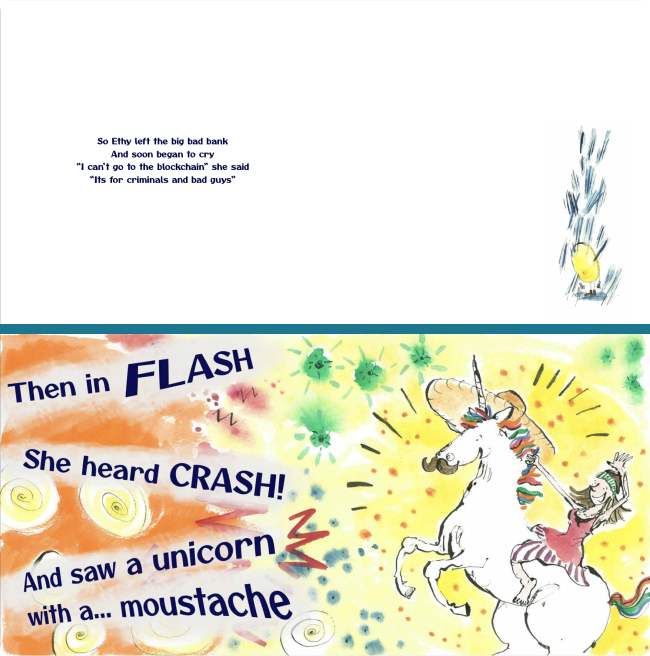 So Ethy left the big bad bank
And soon began to cry
“I can’t go to the blockchain” she said
“Its for criminals and bad guys”
Then in FLASH
She heard CRASH!
And saw a unicorn
with a... moustache